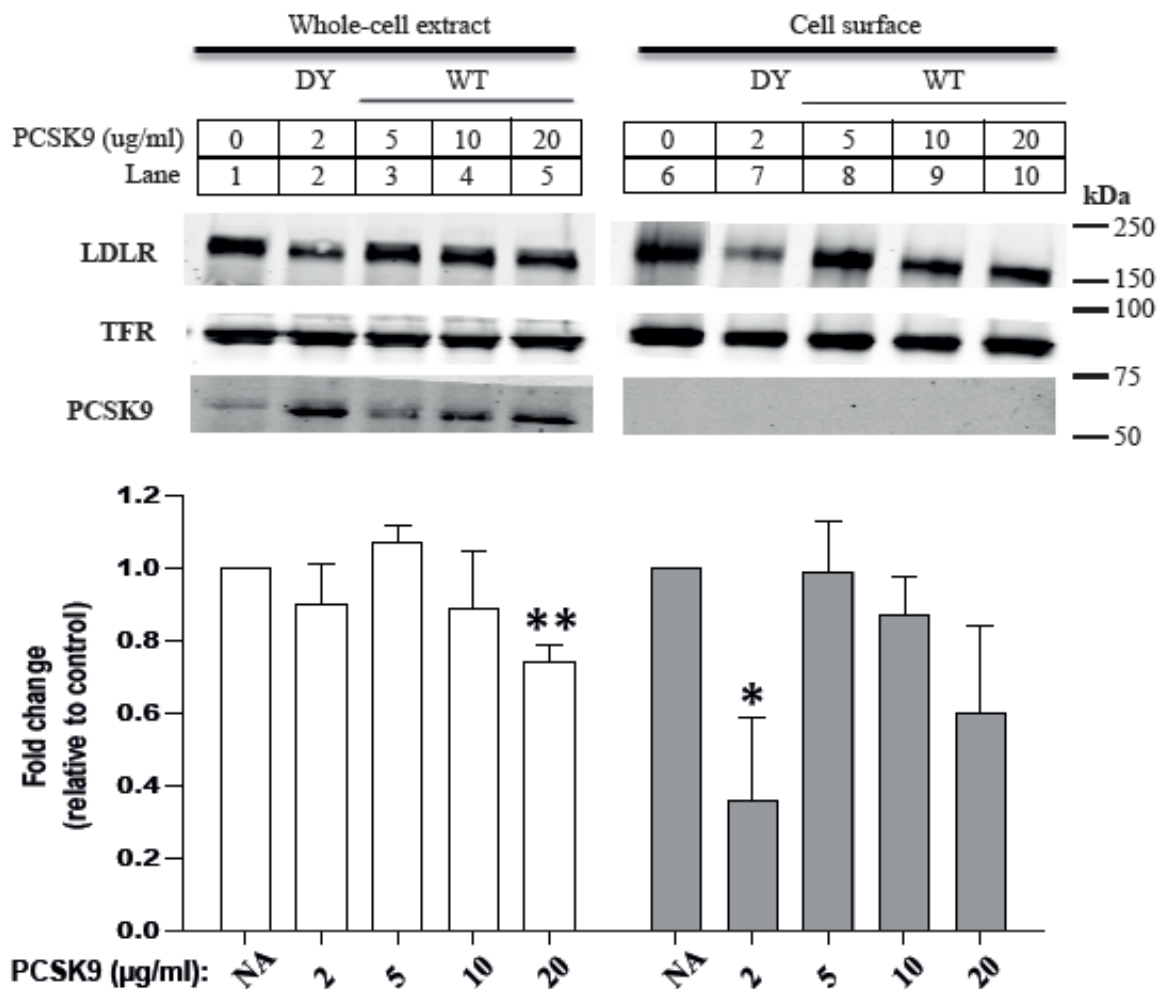 Whole-cell extract Cell surface
DY WT DY WT
PCSK9 (ug/ml) 0 2 5 10 20 0 2 5 10 20
Lane 1 2 3 4 5 6 7 8 9 10
kDa
LDLR
250
150
TFR
100
PCSK9
75
50
1.2
1.0
0.8
0.6
0.4
0.2
0.0
Fold change
(relative to control)
**
*
PCSK9 (µg/ml): NA 2 5 10 20 NA 2 5 10 20